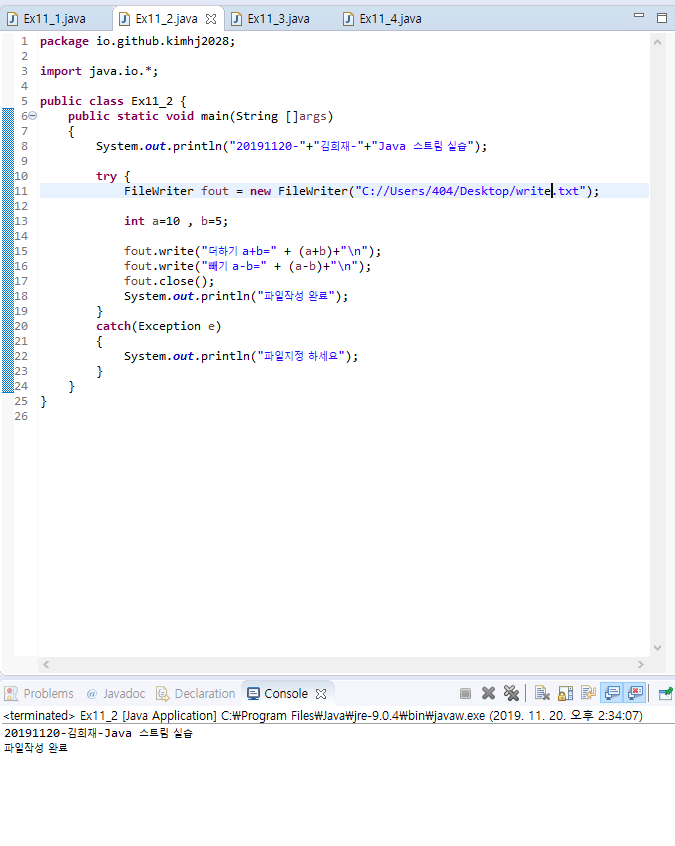 Ex11_1.java Ex11_2.java Ex11_3.java Ex11_4.java
1 package io.github.kimhj2028;
2
3 import java.io.*;
4
5 public class Ex11_2 {
6 public static void main(String []args)
7 {
8 System.out.println("20191120-"+"김희재-"+"Java 스트림 실습");
9
10 try {
11 FileWriter fout = new FileWriter("C://Users/404/Desktop/write.txt");
12
13 int a=10 , b=5;
14
15 fout.write("더하기 a+b=" + (a+b)+"\n");
16 fout.write("빼기 a-b=" + (a-b)+"\n");
17 fout.close();
18 System.out.println("파일작성 완료");
19 }
20 catch(Exception e)
21 {
22 System.out.println("파일지정 하세요");
23 }
24 }
25 }
26
Problems @ Javadoc Declaration Console
<terminated> Ex11_2 [Java Application] C:₩Program Files₩Java₩jre-9.0.4₩bin₩javaw.exe (2019. 11. 20. 오후 2:34:07)
20191120-김희재-Java 스트림 실습
파일작성 완료